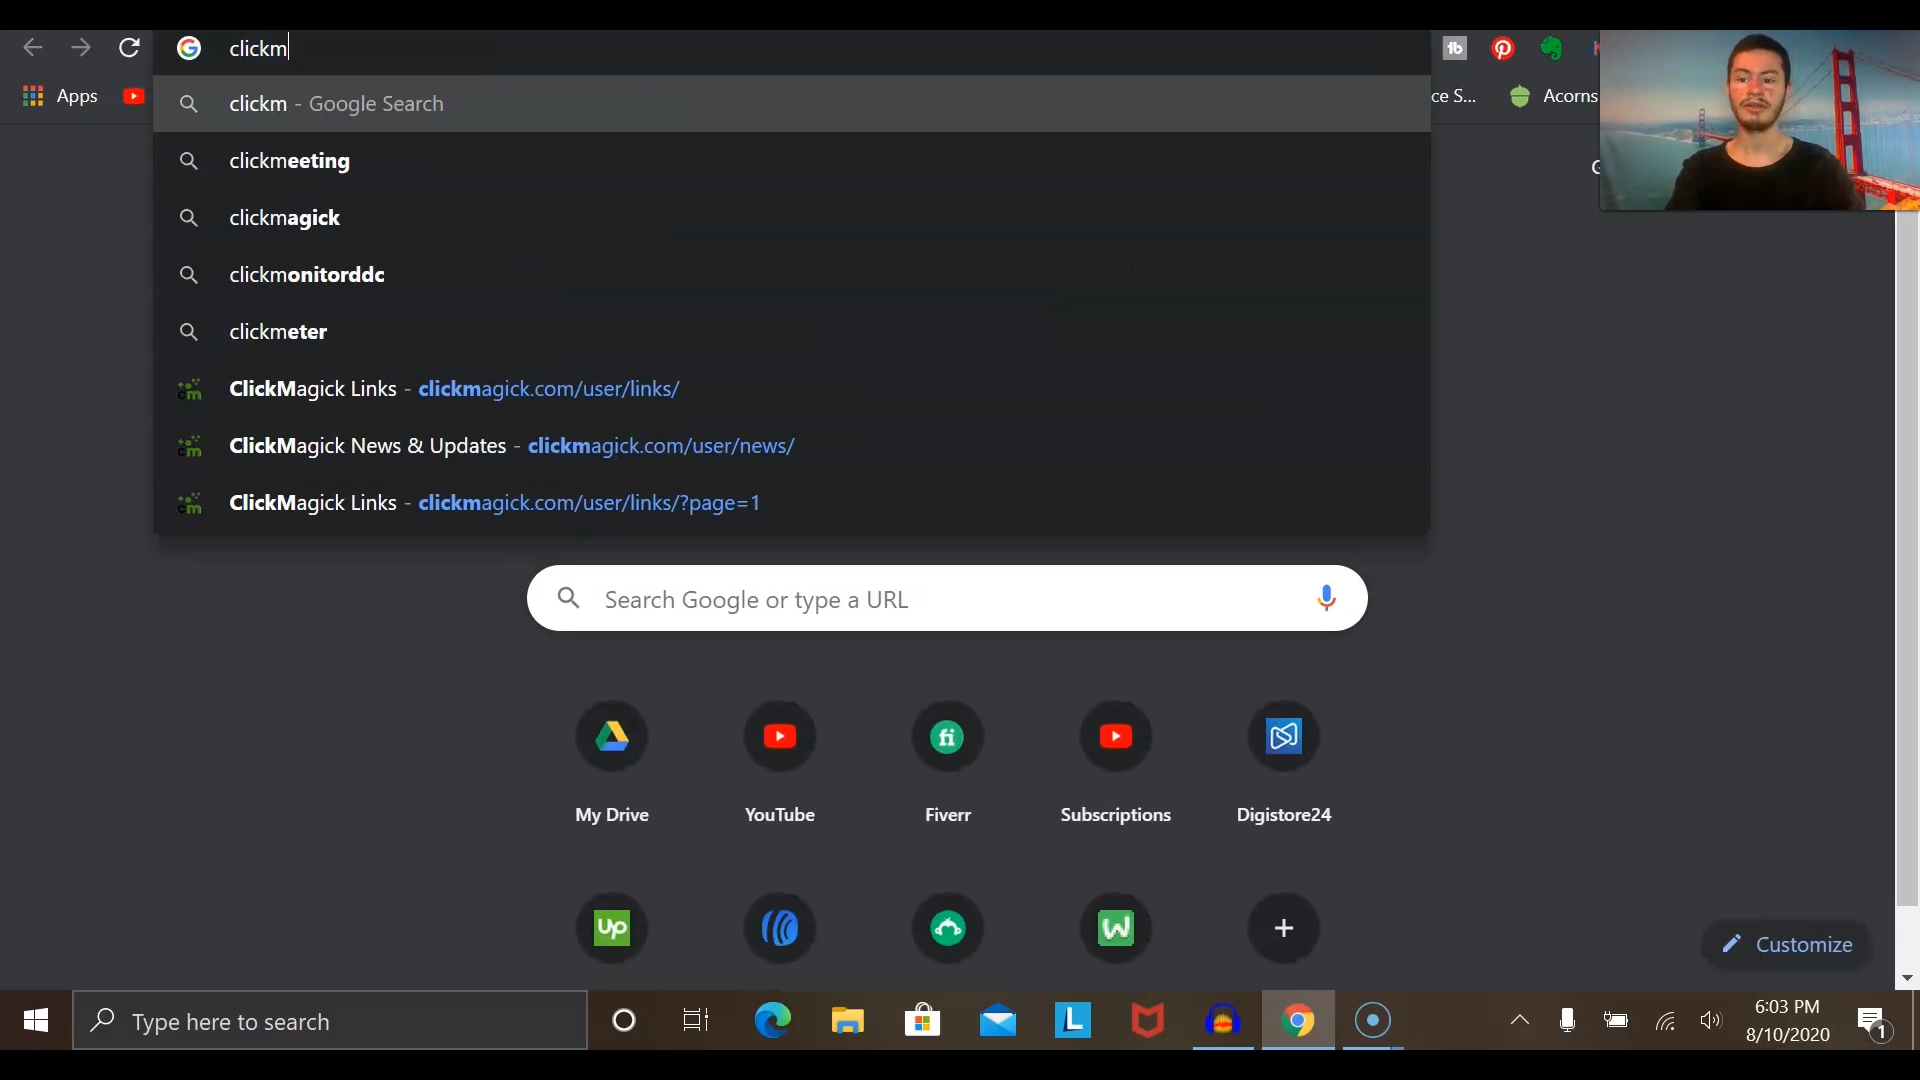 clickm
Apps
ce S...
Acorns
clickm - Google Search
clickmeeting
clickmagick
clickmonitorddc
clickmeter
ClickMagick Links - clickmagick.com/user/links/
ClickMagick News & Updates - clickmagick.com/user/news/
ClickMagick Links - clickmagick.com/user/links/?page=1
Search Google or type a URL
My Drive
YouTube
Fiverr
Subscriptions
Digistore24
Customize
Type here to search
6:03 PM
8/10/2020
1